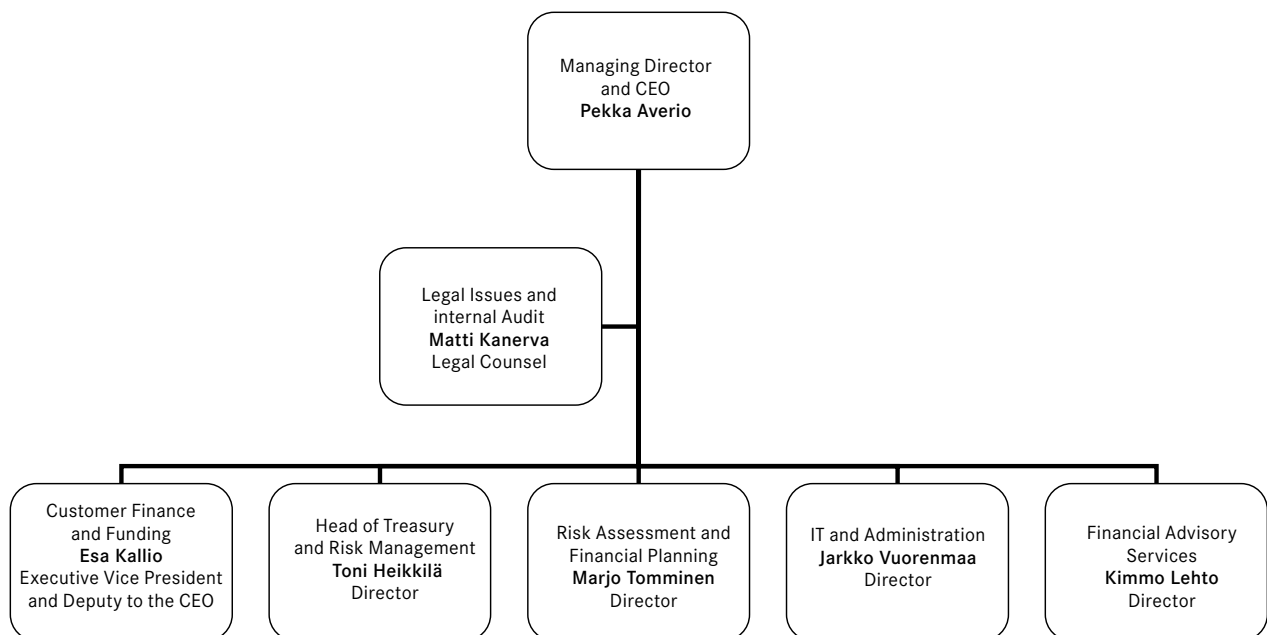 Managing Director
and CEO
Pekka Averio
Legal Issues and
internal Audit
Matti Kanerva
Legal Counsel
Customer Finance
and Funding
Esa Kallio
Executive Vice President
and Deputy to the CEO
Head of Treasury
and Risk Management
Toni Heikkilä
Director
Risk Assessment and
Financial Planning
Marjo Tomminen
Director
IT and Administration
Jarkko Vuorenmaa
Director
Financial Advisory
Services
Kimmo Lehto
Director